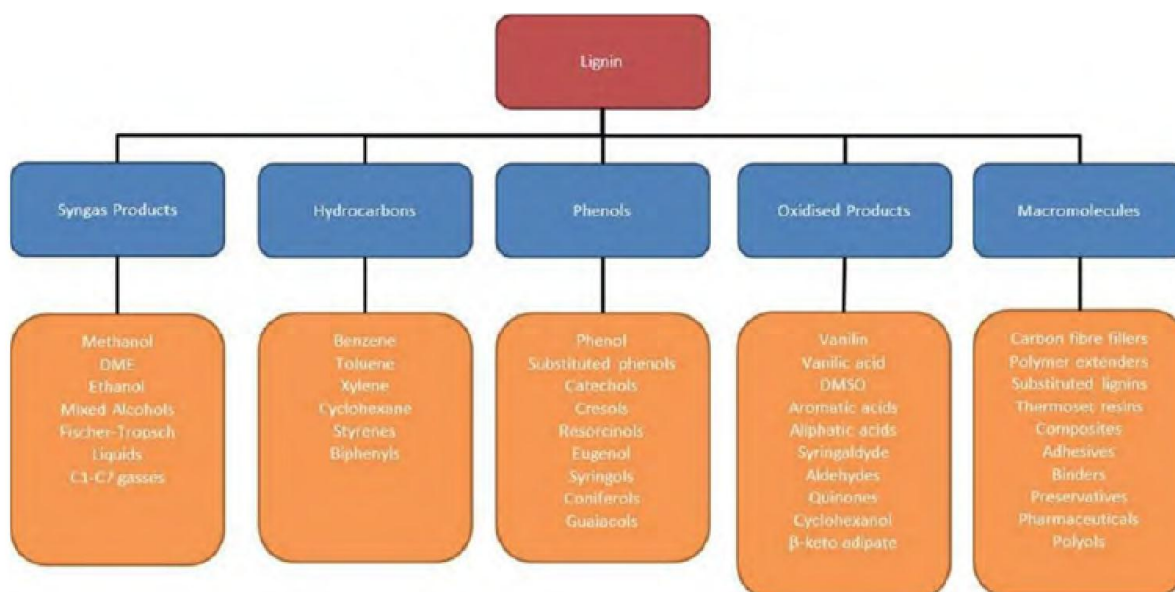 Lignin
Syngas Products
Hydrocarbons
Phenols
Oxidised Products
Macromolecules
Methanol
DME
Ethanol
Mixed Alcohols
Fischer-Tropsch
Liquids
C1-C7 gasses
Benzene
Toluene
Xylene
Cyclohexane
Styrenes
Biphenyls
Phenol
Substituted phenols
Catechols
Cresols
Resorcinols
Eugenol
Syringols
Coniferols
Guaiacols
Vanilin
Vanilic acid
DMSO
Aromatic acids
Aliphatic acids
Syringaldyde
Aldehydes
Quinones
Cyclohexanol
β-keto adipate
Carbon fibre fillers
Polymer extenders
Substituted lignins
Thermoset resins
Composites
Adhesives
Binders
Preservatives
Pharmaceuticals
Polyols